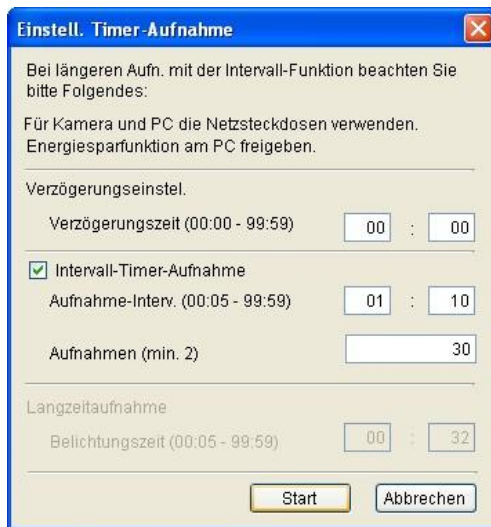 Einstell. Timer-Aufnahme
Bei längeren Aufn. mit der Intervall-Funktion beachten Sie
bitte Folgendes:
Für Kamera und PC die Netzsteckdosen verwenden.
Energiesparfunktion am PC freigeben.
Verzögerungseinstel.
Verzögerungszeit (00:00 - 99:59) 00 : 00
Intervall-Timer-Aufnahme
Aufnahme-Interv. (00:05 - 99:59) 01 : 10
Aufnahmen (min. 2) 30
Langzeitaufnahme
Belichtungszeit (00:05 - 99:59) 00 : 32
Start Abbrechen